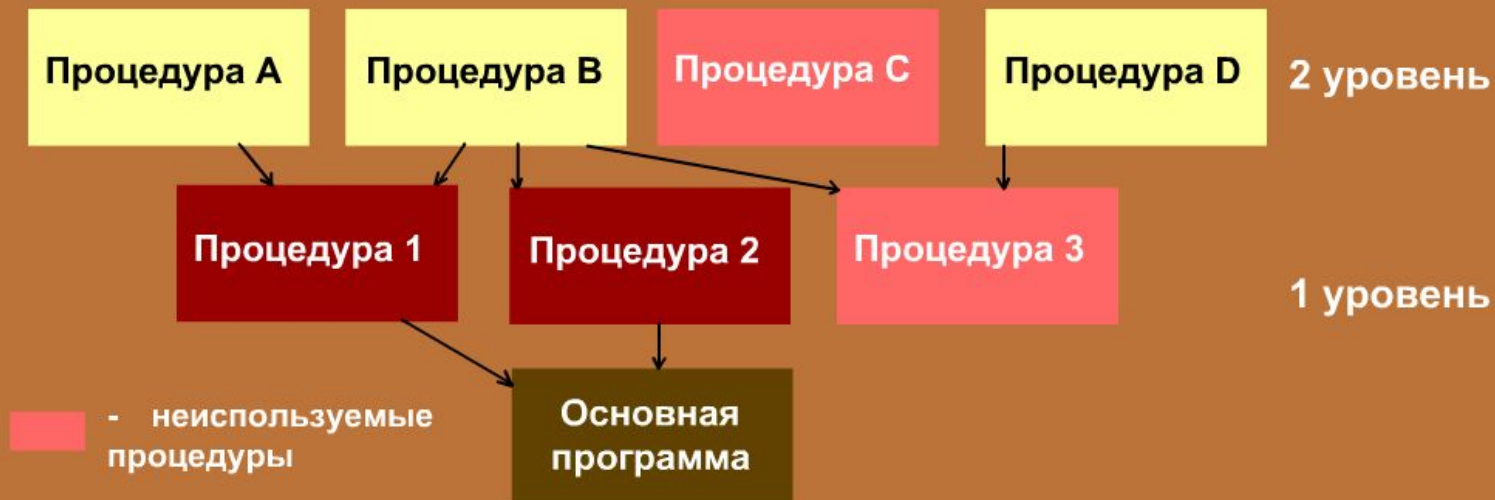 Процедура A
Процедура B
Процедура C
Процедура D
2 уровень
Процедура 1
Процедура 2
Процедура 3
1 уровень
- неиспользуемые
процедуры
Основная
программа